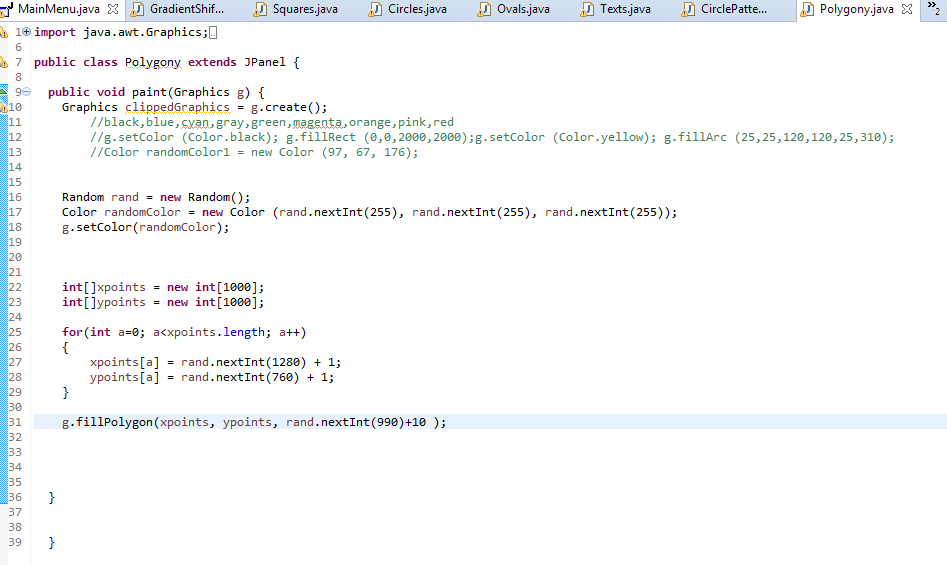 MainMenu.java GradientShif... Squares.java Circles.java Ovals.java Texts.java CirclePatte... Polygony.java »2
1 import java.awt.Graphics;
6
7 public class Polygony extends JPanel {
8
9 public void paint(Graphics g) {
10 Graphics clippedGraphics = g.create();
11 //black,blue,cyan,gray,green,magenta,orange,pink,red
12 //g.setColor (Color.black); g.fillRect (0,0,2000,2000);g.setColor (Color.yellow); g.fillArc (25,25,120,120,25,310);
13 //Color randomColor1 = new Color (97, 67, 176);
14
15
16 Random rand = new Random();
17 Color randomColor = new Color (rand.nextInt(255), rand.nextInt(255), rand.nextInt(255));
18 g.setColor(randomColor);
19
20
21
22 int[]xpoints = new int[1000];
23 int[]ypoints = new int[1000];
24
25 for(int a=0; a<xpoints.length; a++)
26 {
27 xpoints[a] = rand.nextInt(1280) + 1;
28 ypoints[a] = rand.nextInt(760) + 1;
29 }
30
31 g.fillPolygon(xpoints, ypoints, rand.nextInt(990)+10 );
32
33
34
35
36 }
37
38
39 }